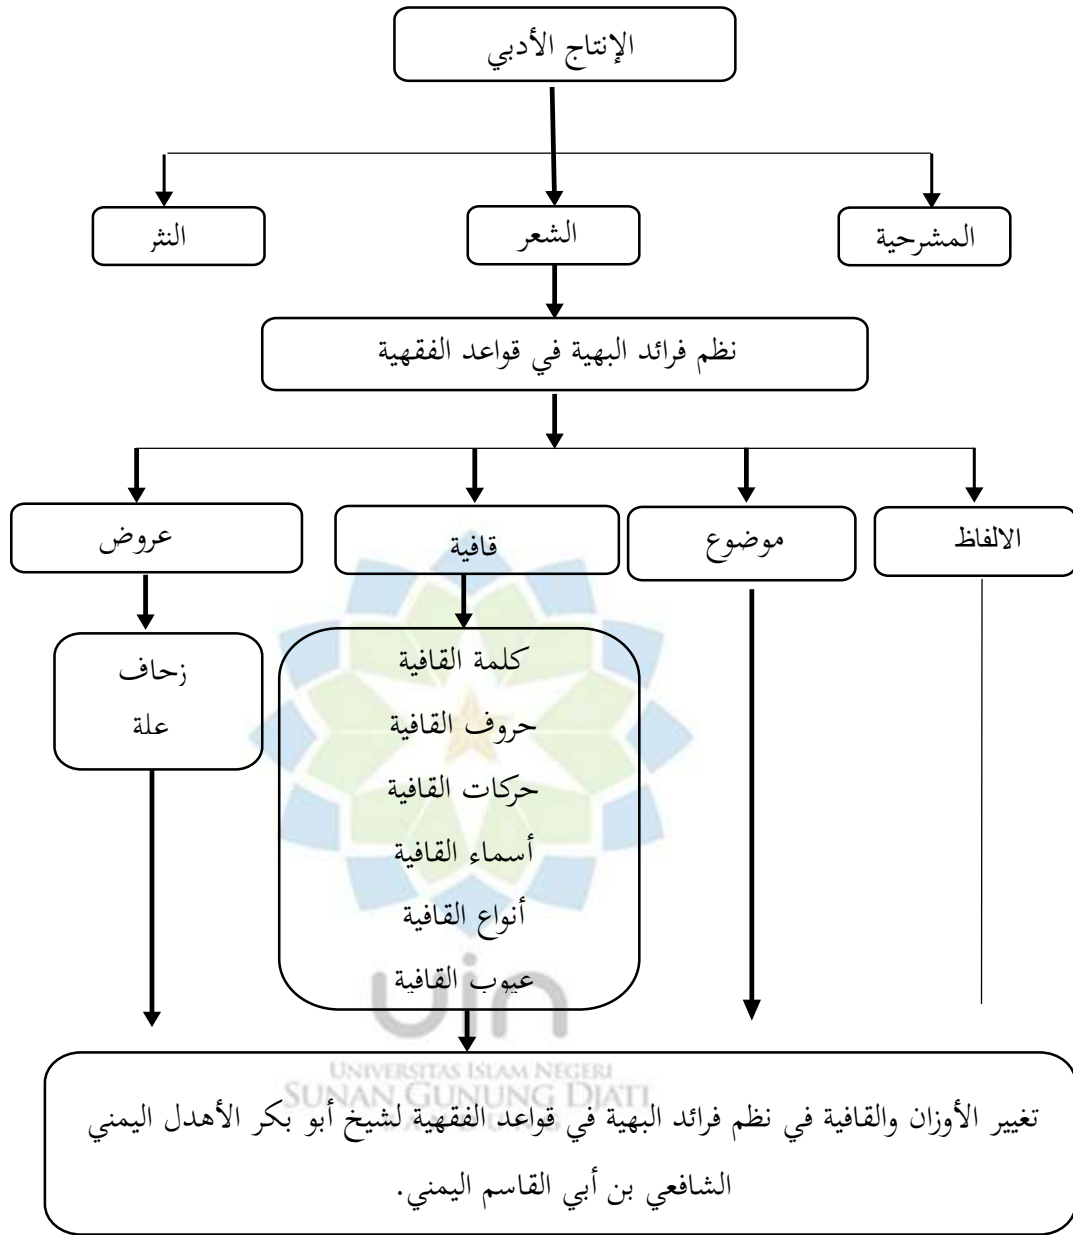 الإنتاج الأدبي
المشرحية
الشعر
النثر
نظم فرائد البهية في قواعد الفقهية
الالفاظ
موضوع
قافية
عروض
زحاف
علة
كلمة القافية
حروف القافية
حركات القافية
أسماء القافية
أنواع القافية
عيوب القافية
uin
UNIVERSITAS ISLAM NEGERI
SUNAN GUNUNG DJATI
تغيير الأوزان والقافية في نظم فرائد البهية في قواعد الفقهية لشيخ أبو بكر الأهدل اليمني
الشافعي بن أبي القاسم اليمني.